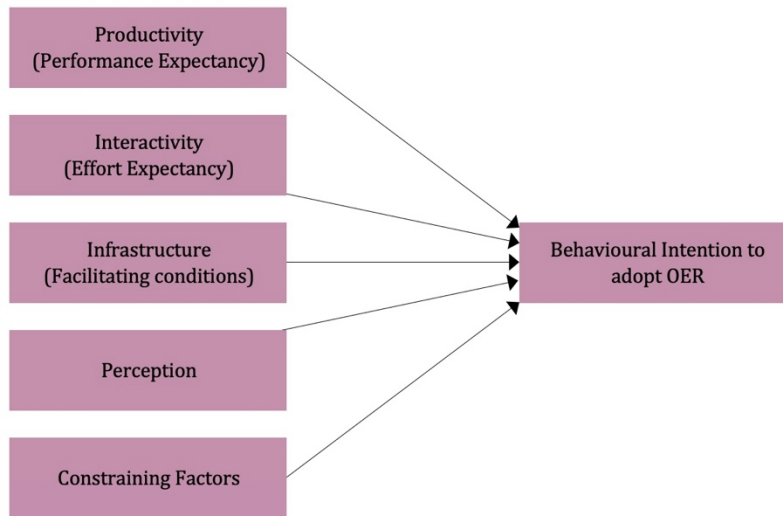 Productivity
(Performance Expectancy)
Interactivity
(Effort Expectancy)
Infrastructure
(Facilitating conditions)
Behavioural Intention to
adopt OER
Perception
Constraining Factors